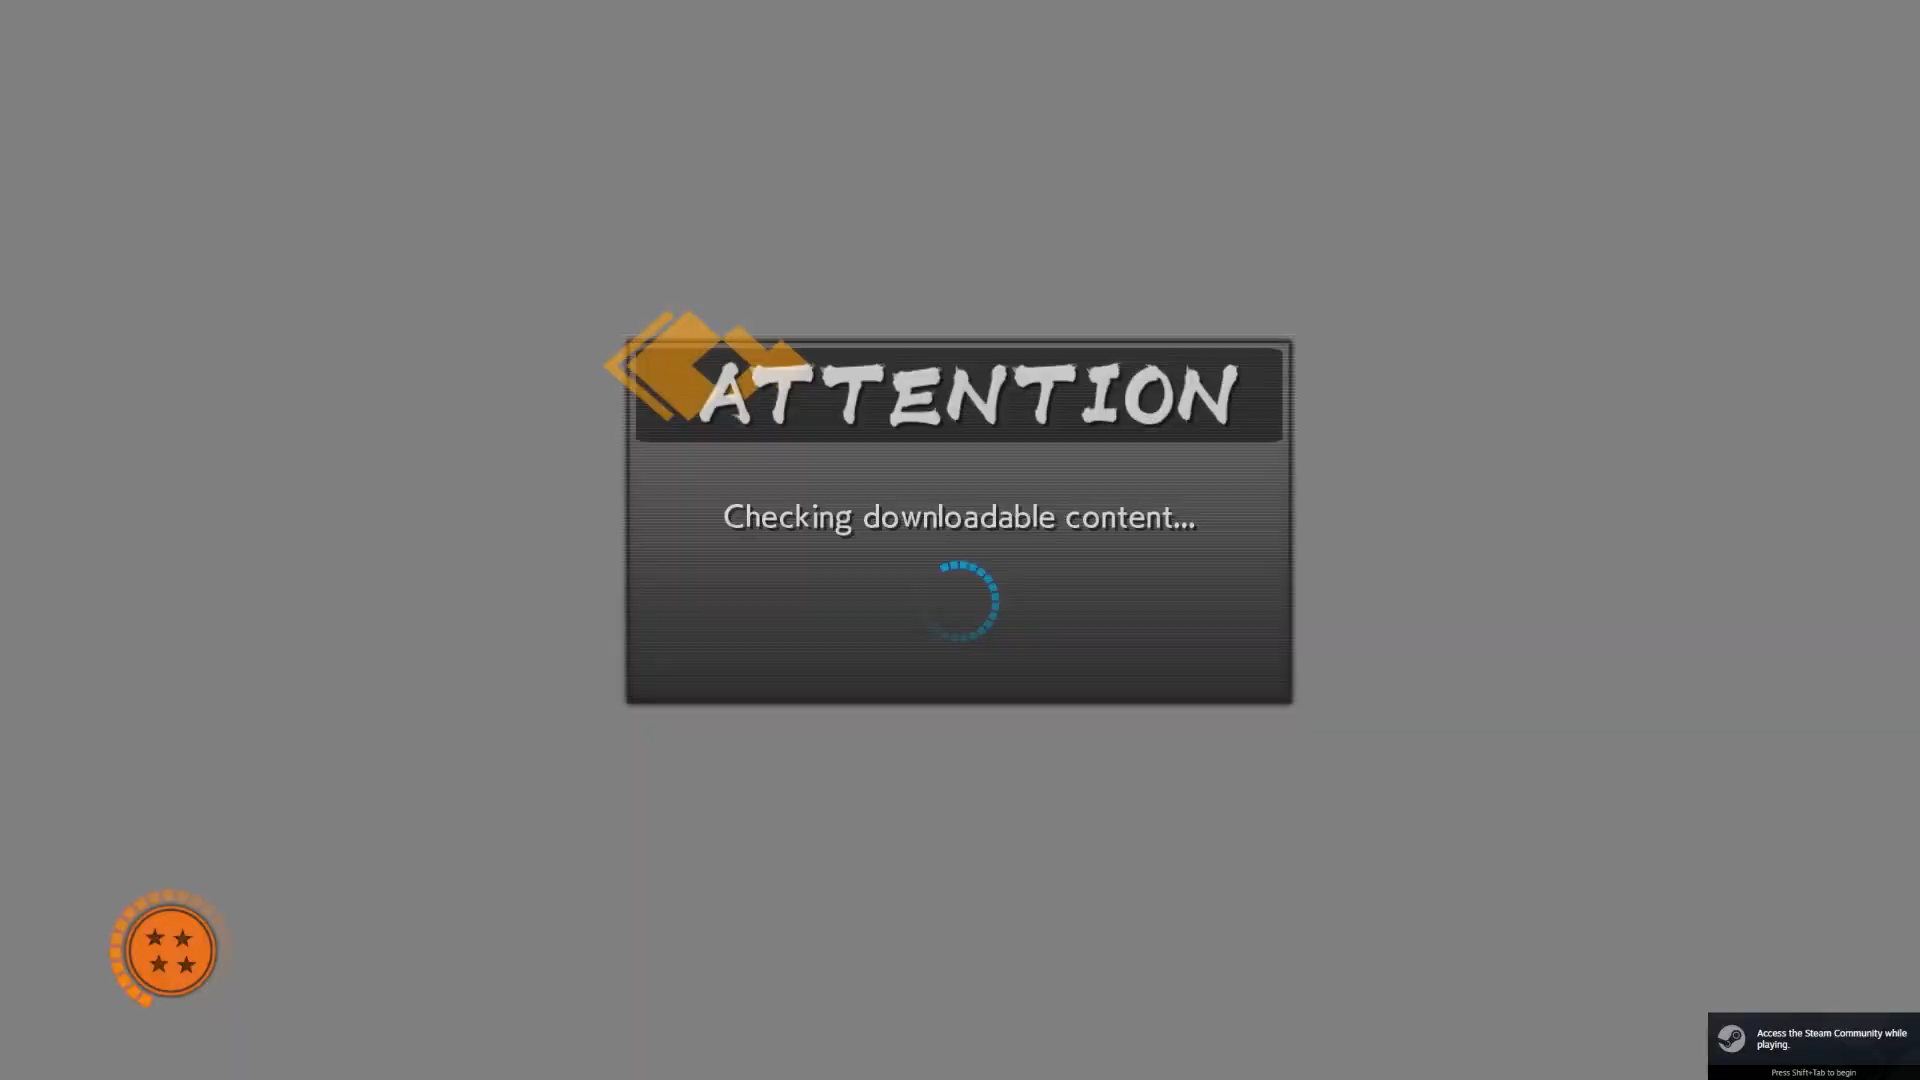 ATTENTION
Checking downloadable content...
Access the Steam Community while
playing.
Press Shift+Tab to begin